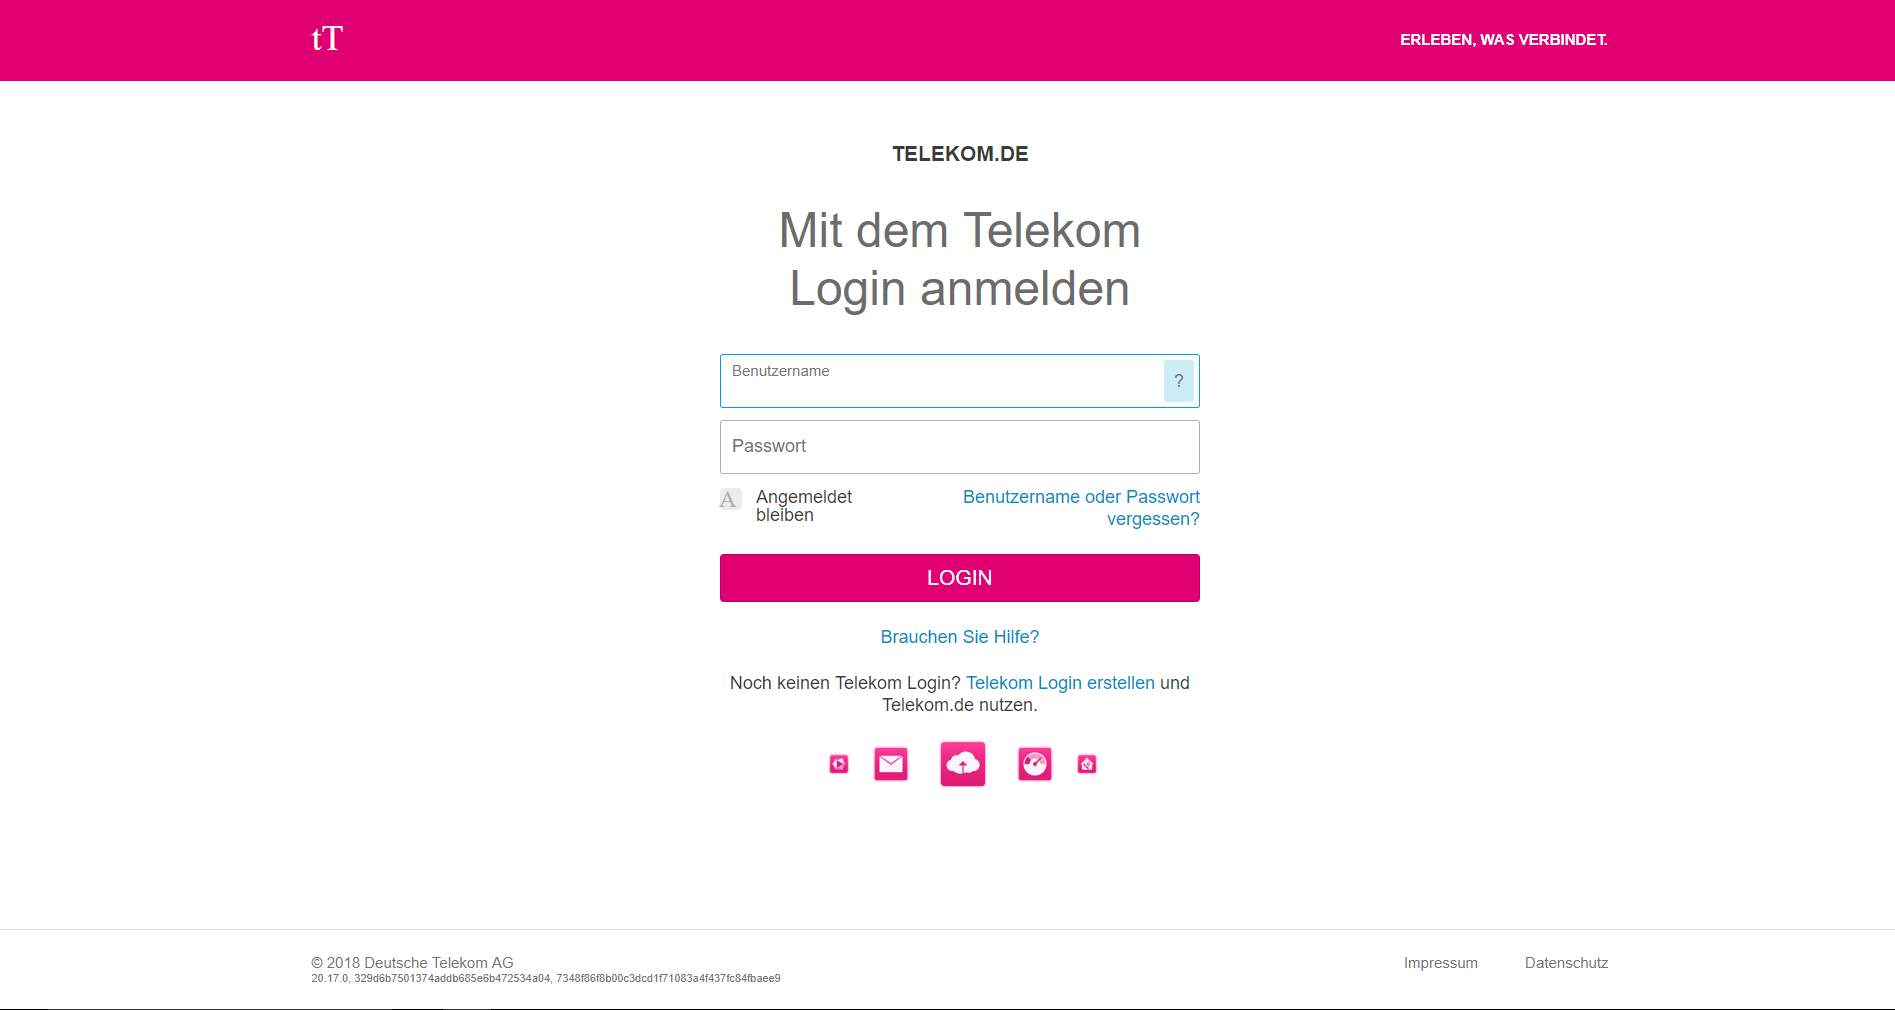 tT
ERLEBEN, WAS VERBINDET.
TELEKOM.DE
Mit dem Telekom
Login anmelden
Benutzername
?
Passwort
A
Angemeldet
bleiben
Benutzername oder Passwort
vergessen?
LOGIN
Brauchen Sie Hilfe?
Noch keinen Telekom Login? Telekom Login erstellen und
Telekom.de nutzen.
© 2018 Deutsche Telekom AG
20.17.0, 329d6b7501374addb685e6b472534a04, 7348f86f8b00c3dcd1f71083a4f437fc84fbaee9
Impressum
Datenschutz